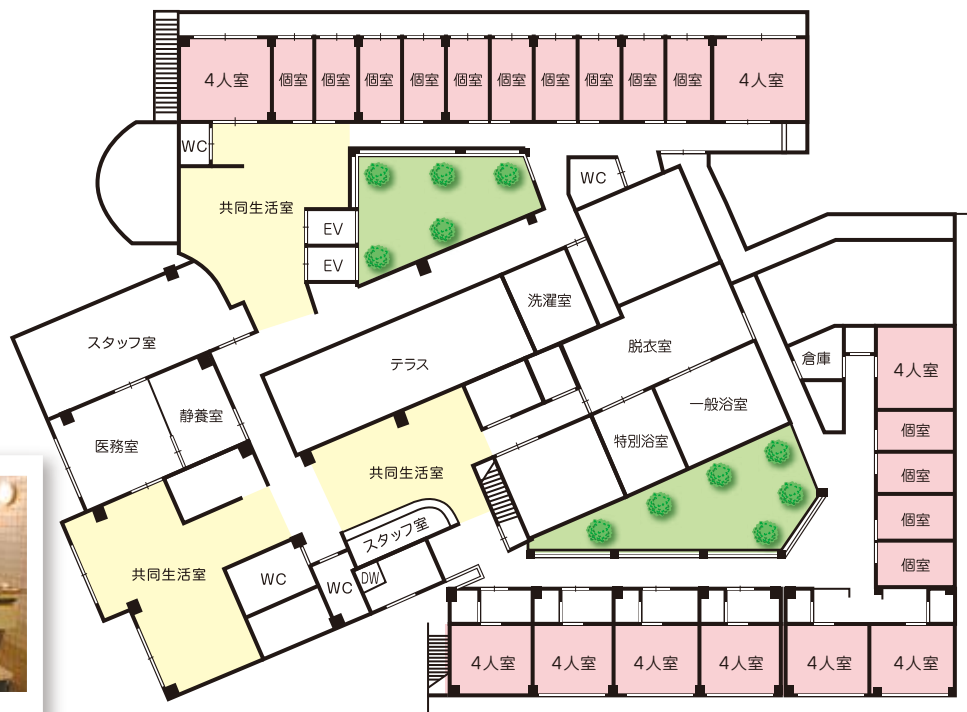 4人室
個室
個室
個室
個室
個室
個室
個室
個室
個室
個室
4人室
WC
WC
共同生活室
EV
EV
洗濯室
スタッフ室
テラス
脱衣室
倉庫
4人室
静養室
医務室
一般浴室
特別浴室
個室
個室
個室
個室
共同生活室
スタッフ室
共同生活室
WC
WC
DW
4人室
4人室
4人室
4人室
4人室
4人室